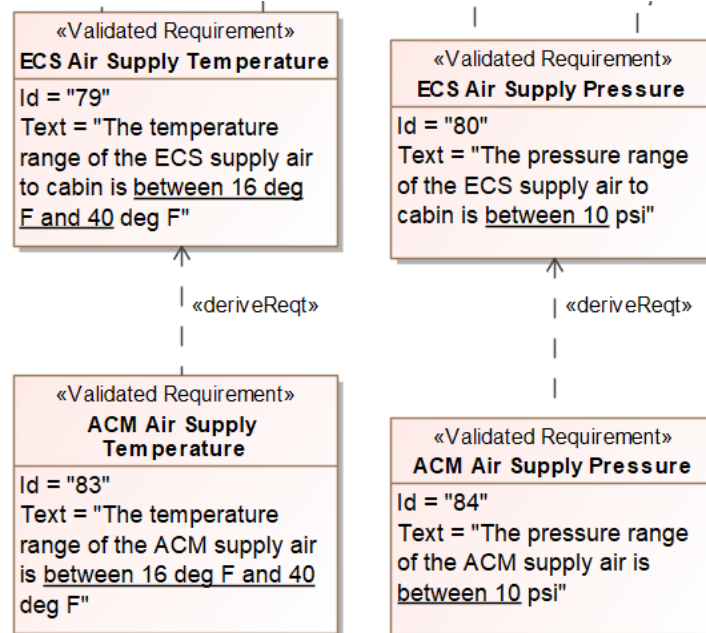 «Validated Requirement»
ECS Air Supply Temperature
Id = "79"
Text = "The temperature
range of the ECS supply air
to cabin is between 16 deg
F and 40 deg F"
«Validated Requirement»
ECS Air Supply Pressure
Id = "80"
Text = "The pressure range
of the ECS supply air to
cabin is between 10 psi"
«deriveReqt»
«deriveReqt»
«Validated Requirement»
ACM Air Supply
Temperature
Id = "83"
Text = "The temperature
range of the ACM supply air
is between 16 deg F and 40
deg F"
«Validated Requirement»
ACM Air Supply Pressure
Id = "84"
Text = "The pressure range
of the ACM supply air is
between 10 psi"